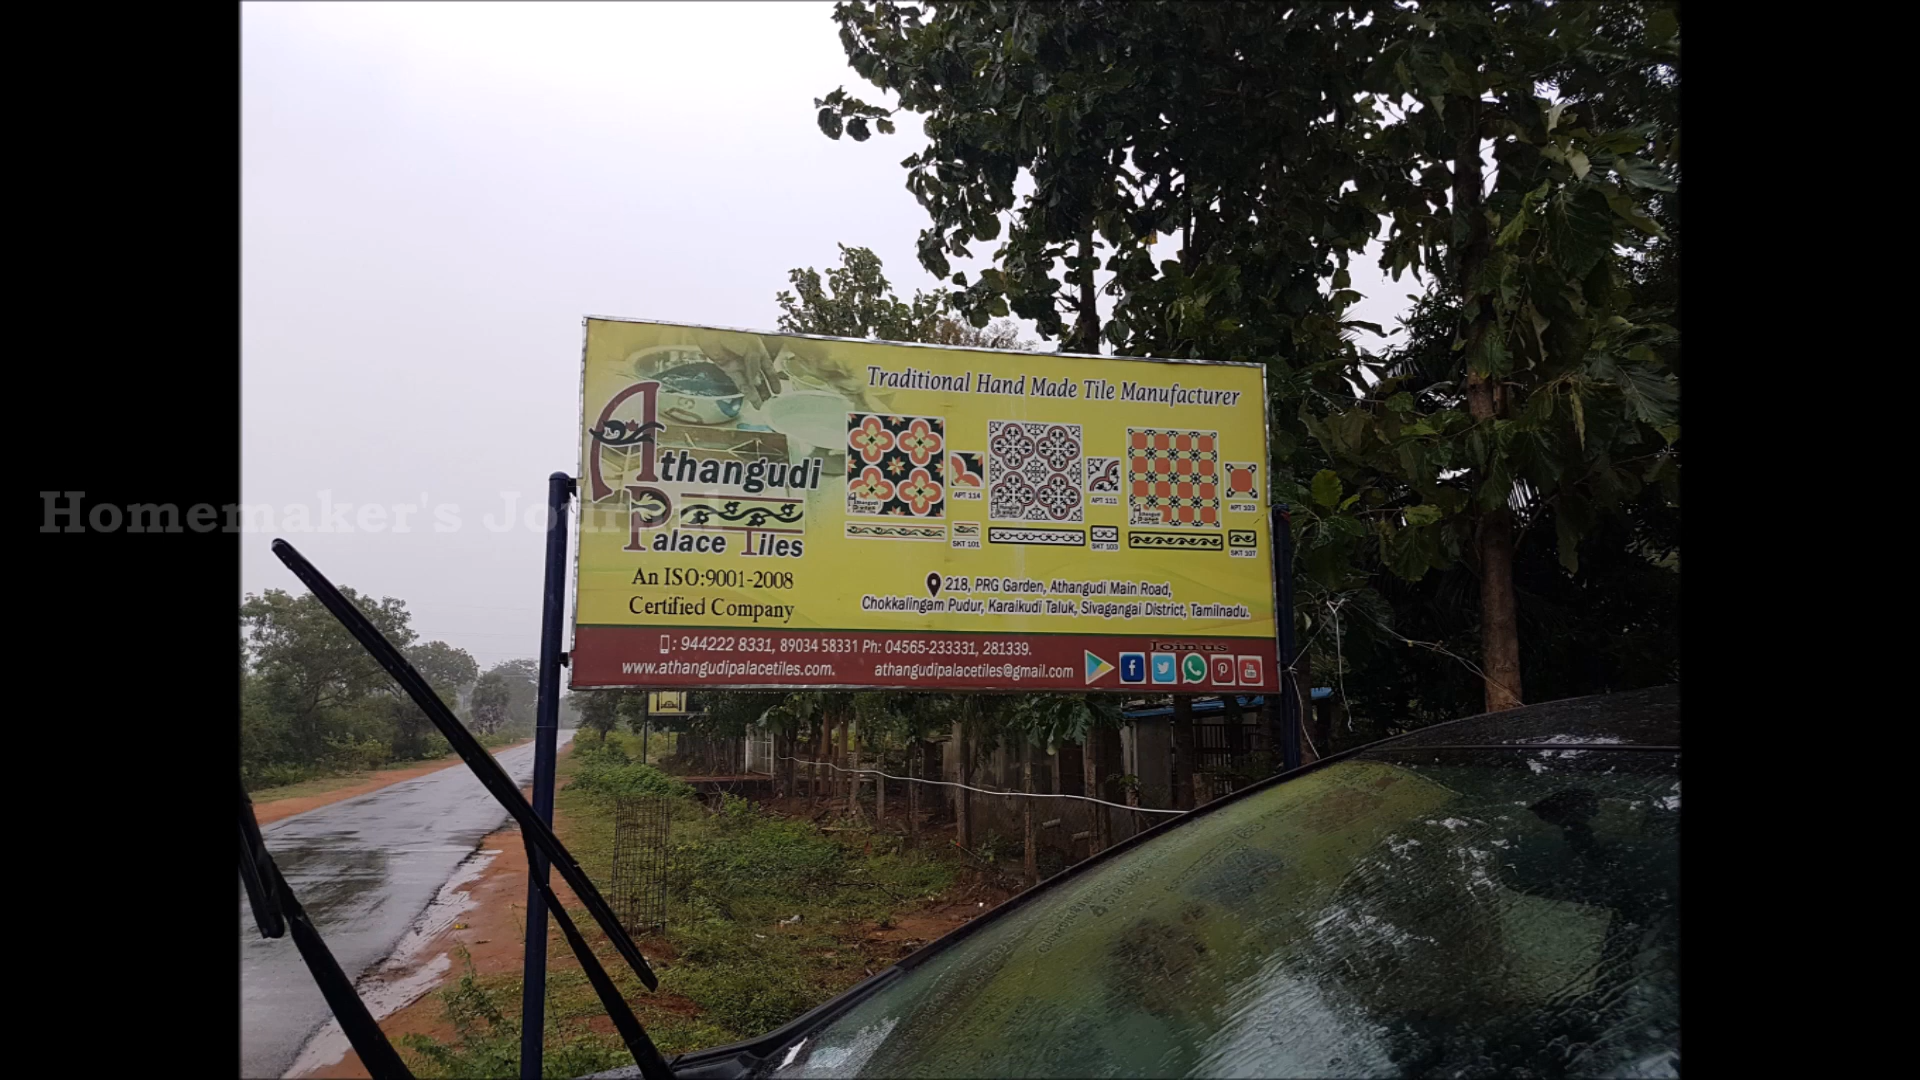 Homemaker's Journal
Traditional Hand Made Tile Manufacturer
Athangudi
Palace Tiles
An ISO:9001-2008
Certified Company
APT 114
APT 111
APT 103
SKT 101
SKT 103
SKT 107
218, PRG Garden, Athangudi Main Road,
Chokkalingam Pudur, Karaikudi Taluk, Sivagangai District, Tamilnadu.
: 944222 8331, 89034 58331 Ph: 04565-233331, 281339.
Join us
www.athangudipalacetiles.com. athangudipalacetiles@gmail.com